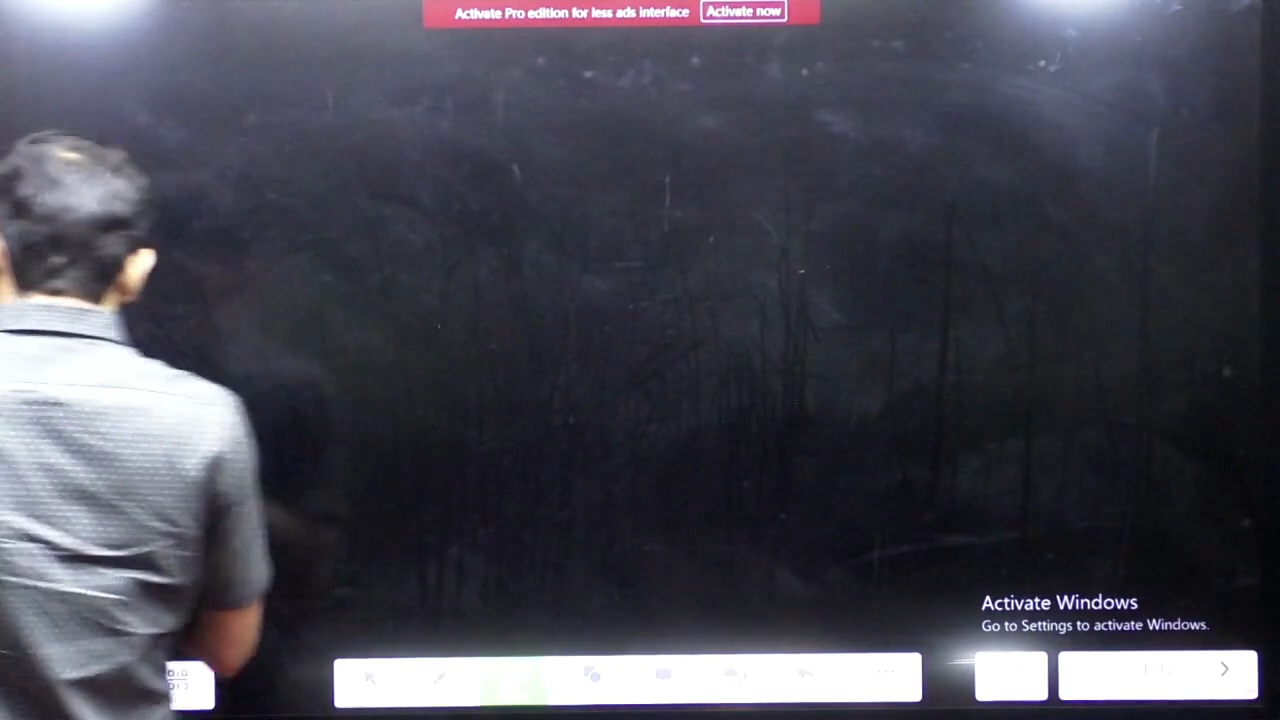 Activate Pro edition for less ads interface Activate now
Activate Windows
Go to Settings to activate Windows.